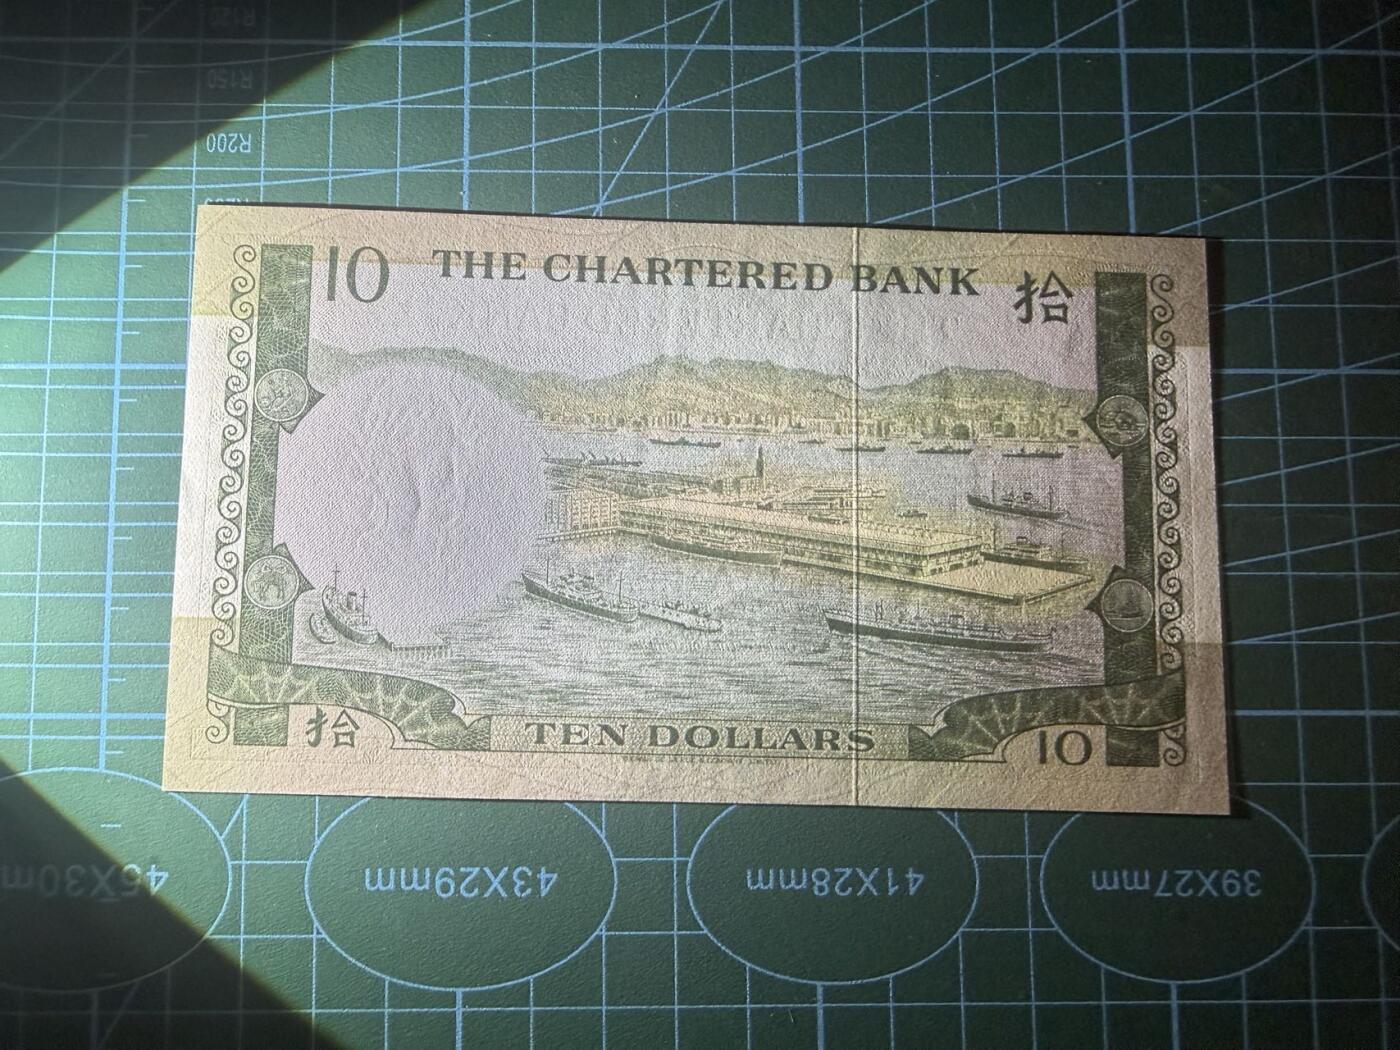 R120
R150
R200
10 THE CHARTERED BANK 拾
拾 TEN DOLLARS 10
45X30mm
43X29mm
41X28mm
39X27mm